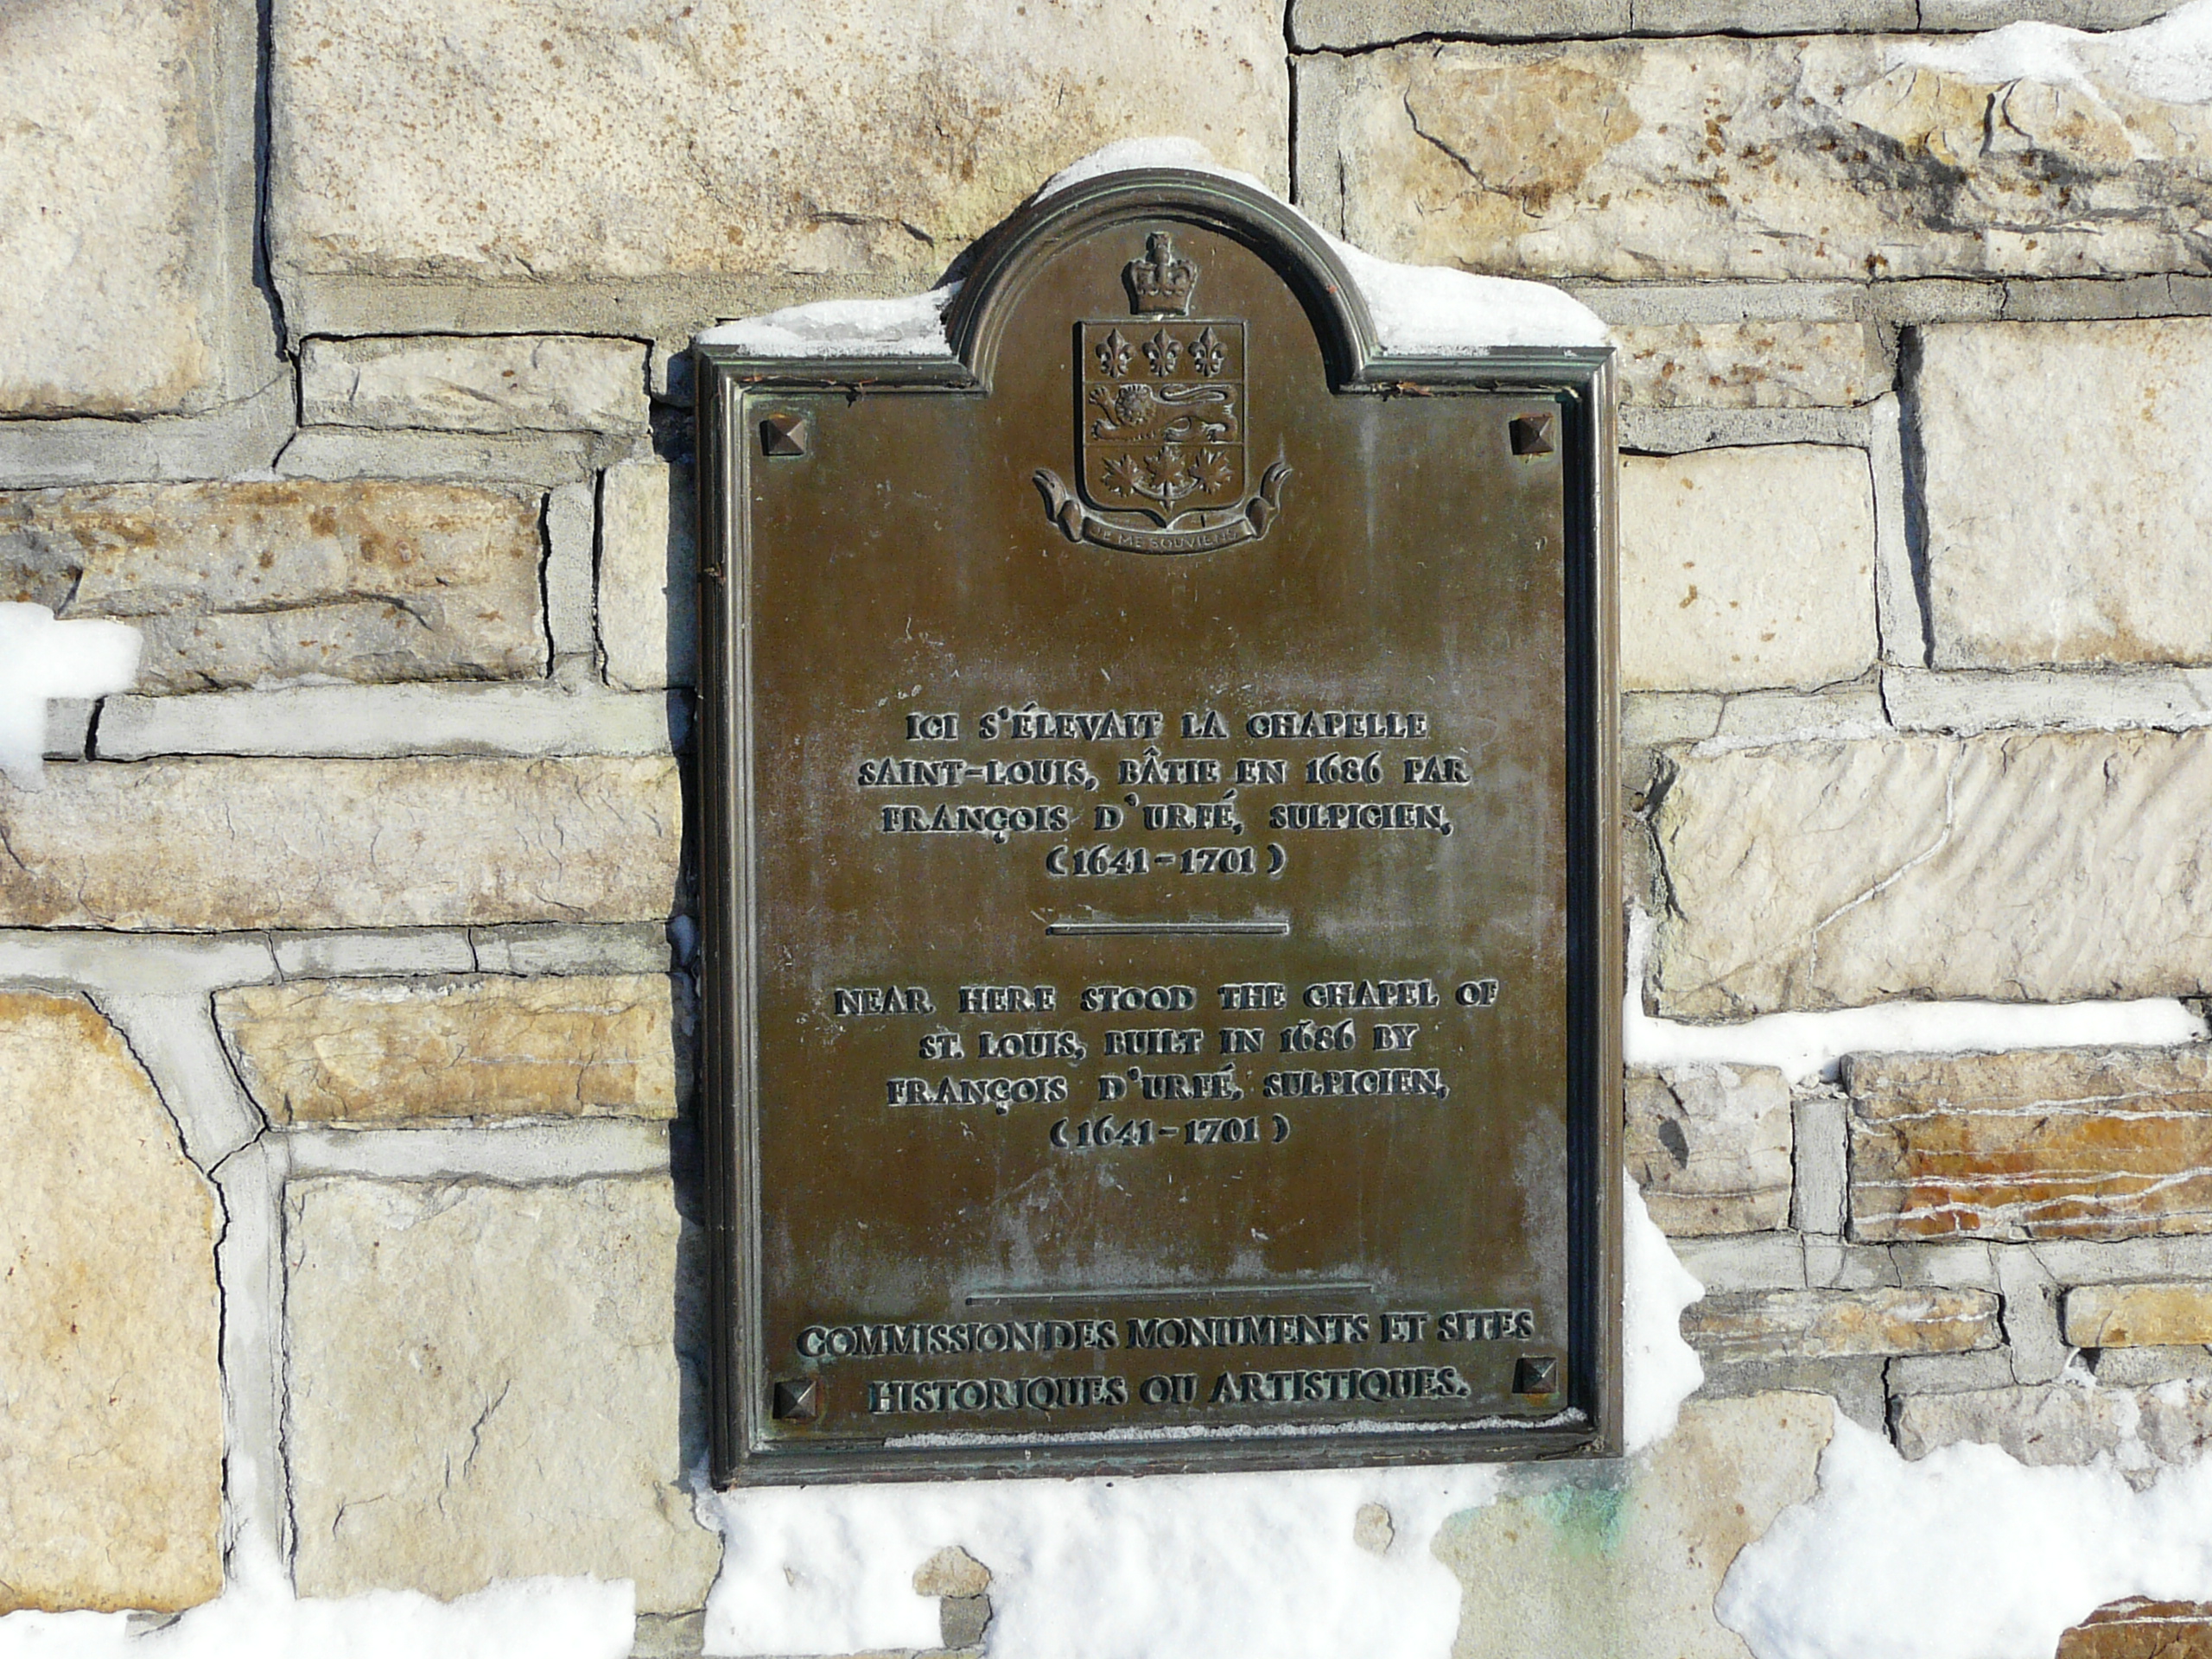 JE ME SOUVIENS
ICI S'ÉLEVAIT LA CHAPELLE
SAINT-LOUIS, BÂTIE EN 1686 PAR
FRANÇOIS D'URFÉ, SULPICIEN,
(1641-1701)
NEAR HERE STOOD THE CHAPEL OF
ST. LOUIS, BUILT IN 1686 BY
FRANÇOIS D'URFÉ, SULPICIEN,
(1641-1701)
COMMISSION DES MONUMENTS ET SITES
HISTORIQUES OU ARTISTIQUES.